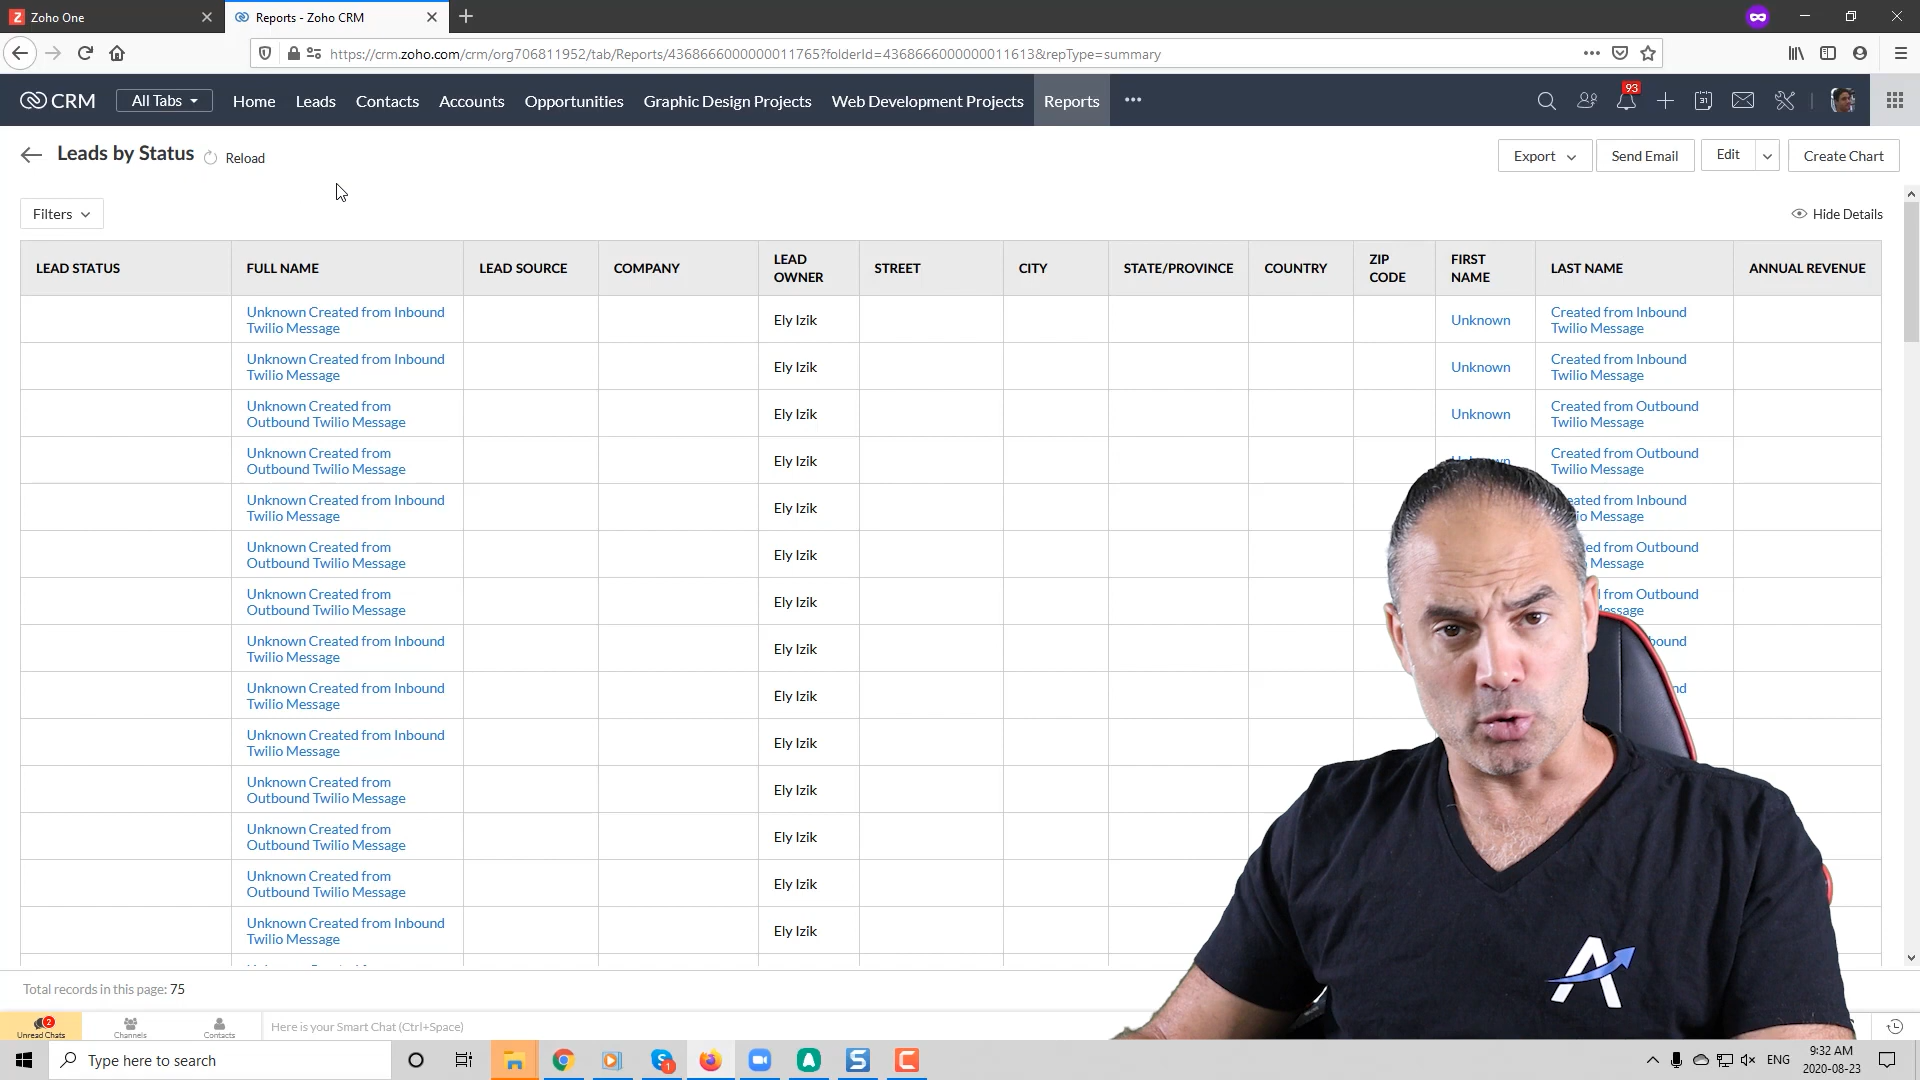 Zoho One
Reports - Zoho CRM
https://crm.zoho.com/crm/org706811952/tab/Reports/4368666000000011765?folderId=4368666000000011613&repType=summary
CRM
All Tabs
Home
Leads
Contacts
Accounts
Opportunities
Graphic Design Projects
Web Development Projects
Reports
93
31
Leads by Status
Reload
Export
Send Email
Edit
Create Chart
Filters
Hide Details
LEAD STATUS
FULL NAME
LEAD SOURCE
COMPANY
LEAD
OWNER
STREET
CITY
STATE/PROVINCE
COUNTRY
ZIP
CODE
FIRST
NAME
LAST NAME
ANNUAL REVENUE
Unknown Created from Inbound
Twilio Message
Ely Izik
Unknown
Created from Inbound
Twilio Message
Unknown Created from Inbound
Twilio Message
Ely Izik
Unknown
Created from Inbound
Twilio Message
Unknown Created from
Outbound Twilio Message
Ely Izik
Unknown
Created from Outbound
Twilio Message
Unknown Created from
Outbound Twilio Message
Ely Izik
Created from Outbound
Twilio Message
Unknown Created from Inbound
Twilio Message
Ely Izik
from Inbound
Message
Unknown Created from
Outbound Twilio Message
Ely Izik
from Outbound
Message
Unknown Created from
Outbound Twilio Message
Ely Izik
from Outbound
Unknown Created from Inbound
Twilio Message
Ely Izik
Unknown Created from Inbound
Twilio Message
Ely Izik
Unknown Created from Inbound
Twilio Message
Ely Izik
Unknown Created from
Outbound Twilio Message
Ely Izik
Unknown Created from
Outbound Twilio Message
Ely Izik
Unknown Created from
Outbound Twilio Message
Ely Izik
Unknown Created from Inbound
Twilio Message
Ely Izik
Total records in this page: 75
2
Unread Chats
Channels
Contacts
Here is your Smart Chat (Ctrl+Space)
Type here to search
1
ENG
9:32 AM
2020-08-23